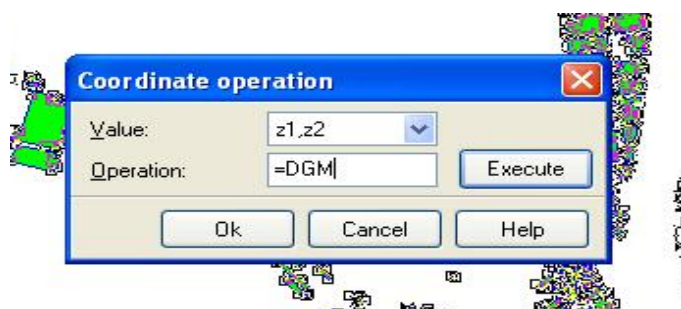 Coordinate operation
Value: z1,z2
Operation: =DGM Execute
Ok Cancel Help